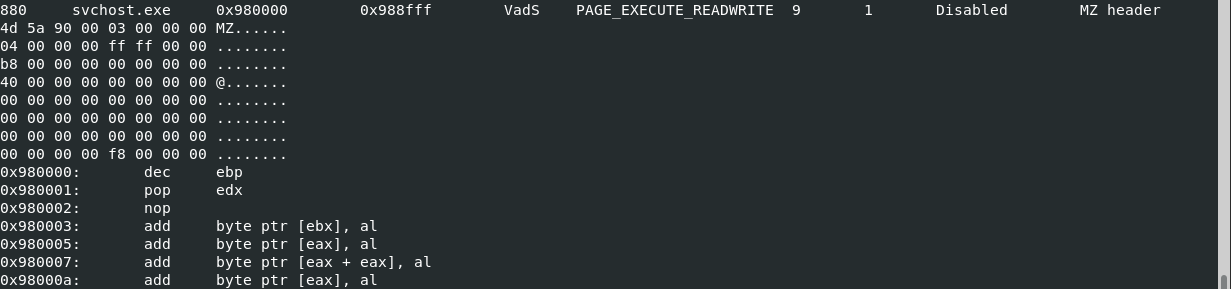 880 svchost.exe 0x980000 0x988fff VadS PAGE_EXECUTE_READWRITE 9 1 Disabled MZ header
4d 5a 90 00 03 00 00 00 MZ......
04 00 00 00 ff ff 00 00 ........
b8 00 00 00 00 00 00 00 ........
40 00 00 00 00 00 00 00 @.......
00 00 00 00 00 00 00 00 ........
00 00 00 00 00 00 00 00 ........
00 00 00 00 00 00 00 00 ........
00 00 00 00 f8 00 00 00 ........
0x980000: dec ebp
0x980001: pop edx
0x980002: nop
0x980003: add byte ptr [ebx], al
0x980005: add byte ptr [eax], al
0x980007: add byte ptr [eax + eax], al
0x98000a: add byte ptr [eax], al